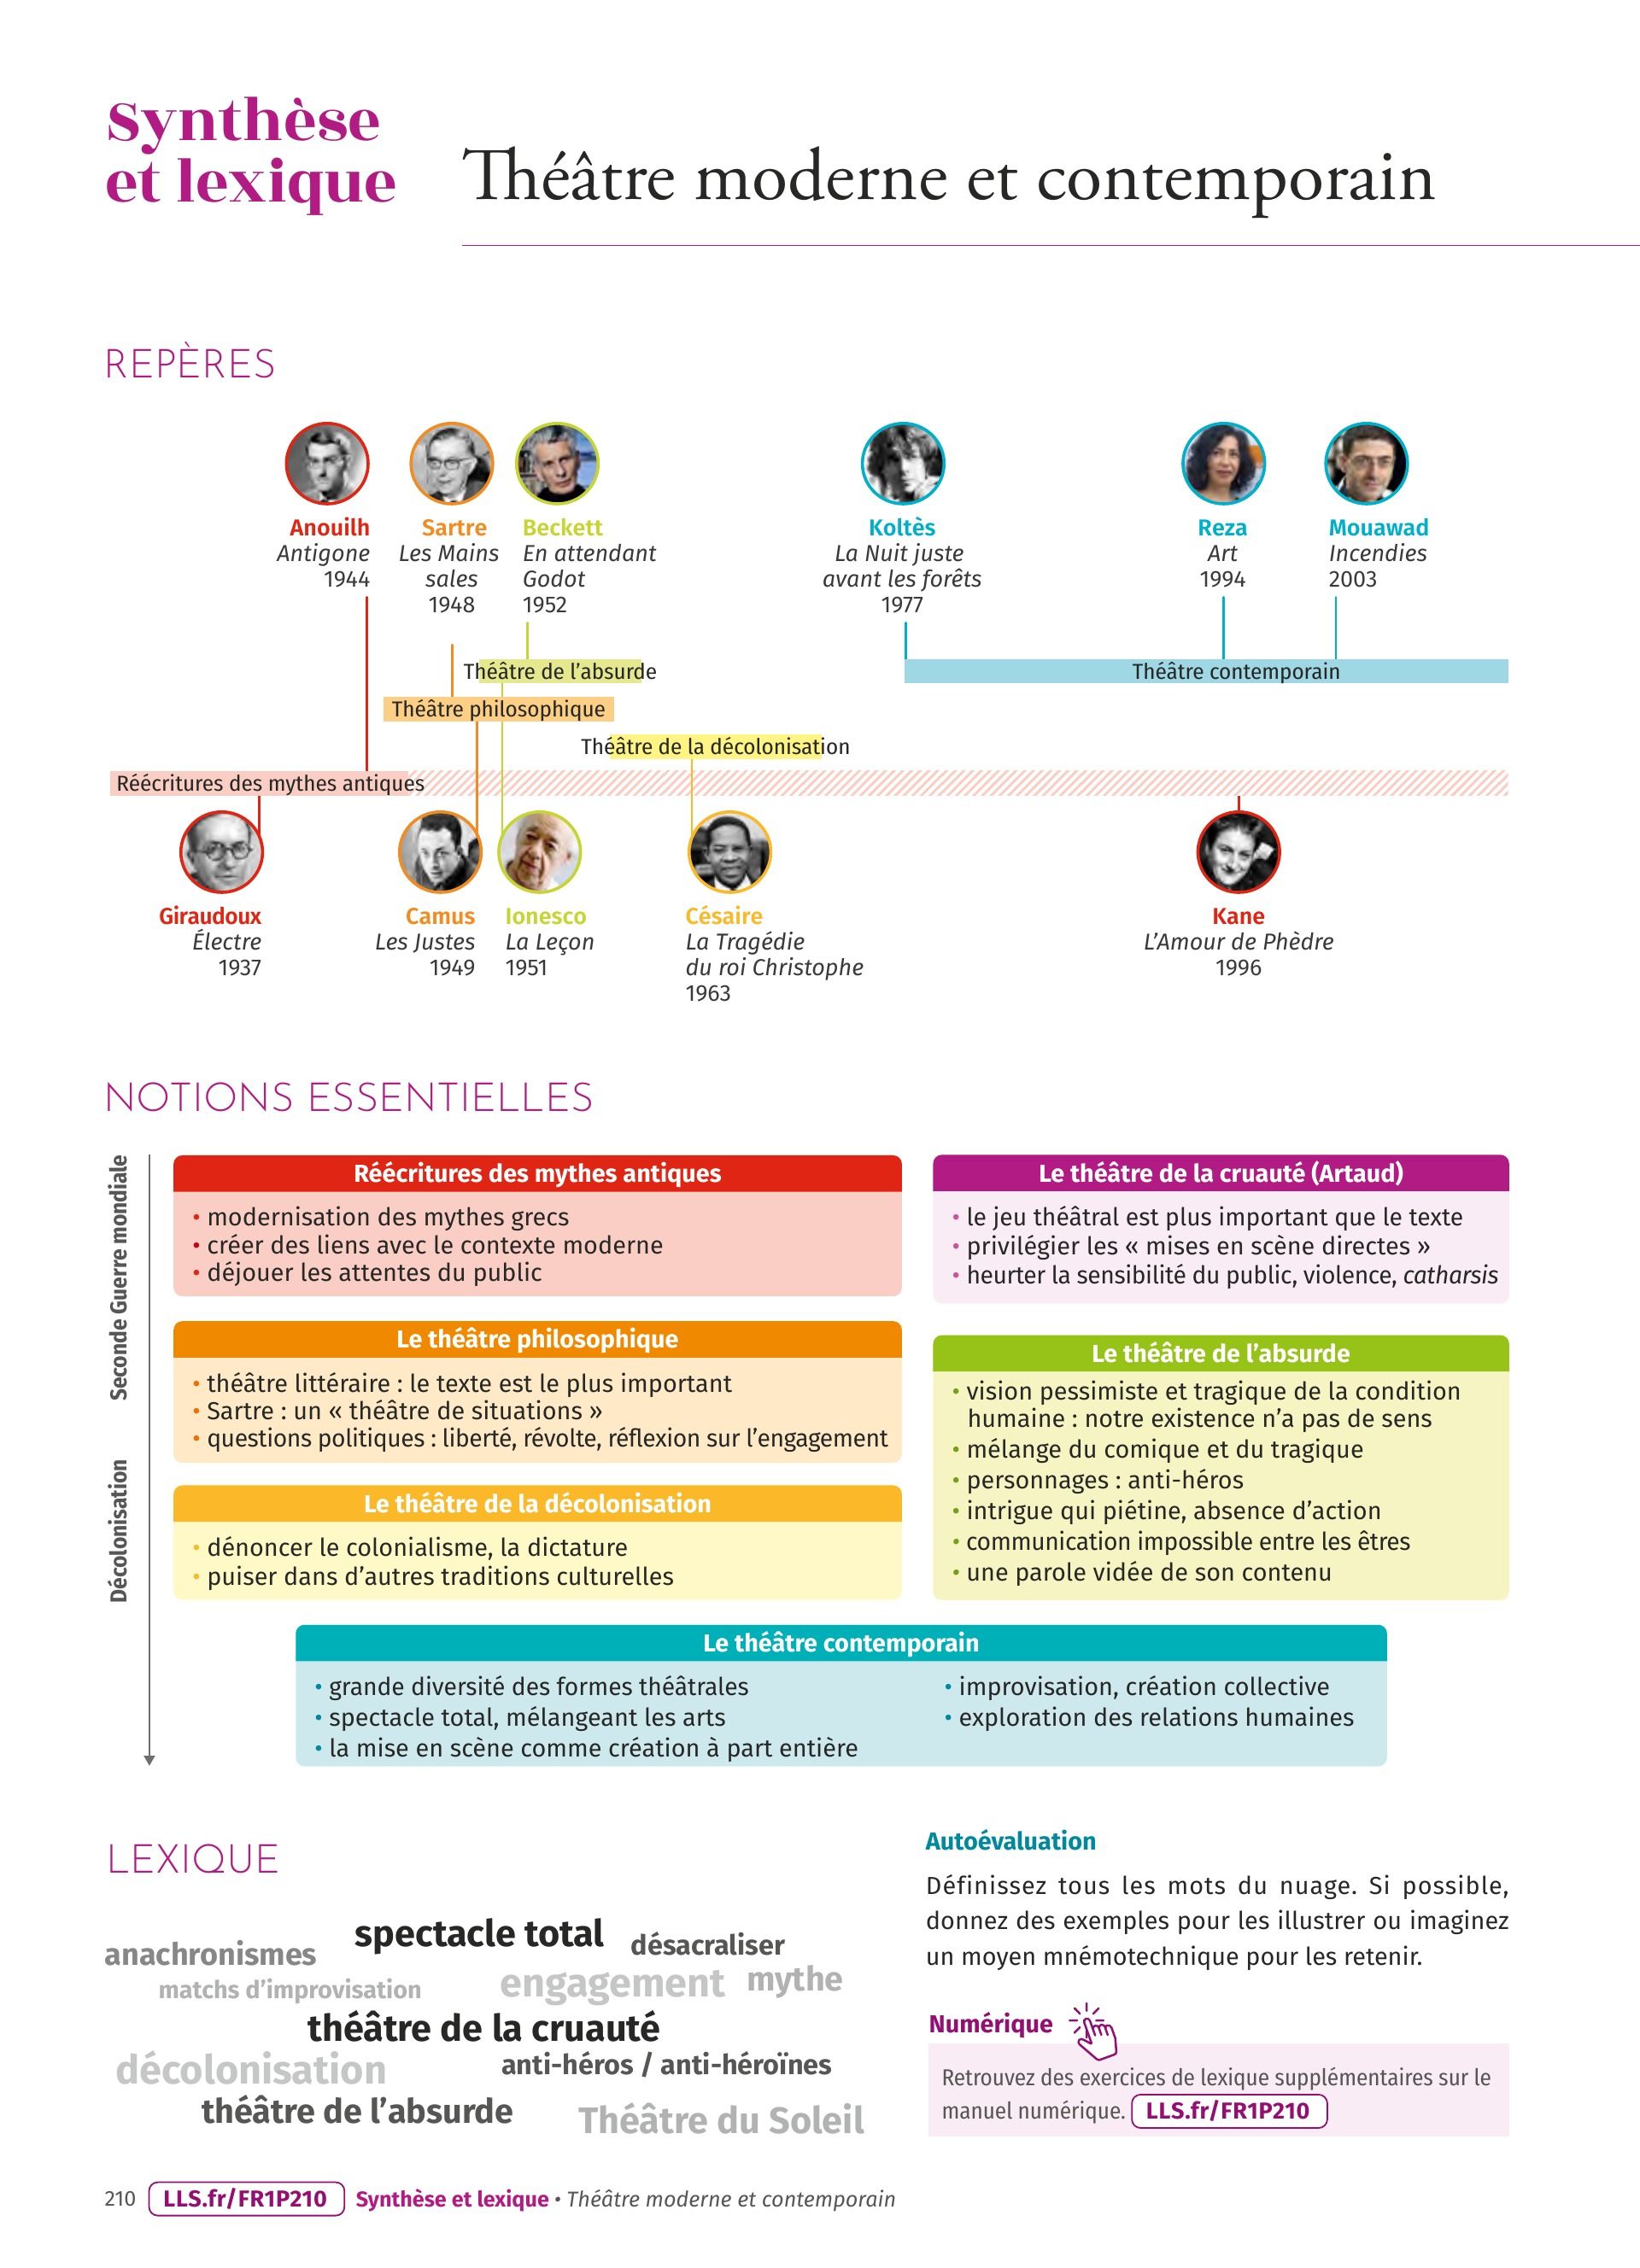 Synthèse
et lexique
Théâtre moderne et contemporain
REPÈRES
Anouilh
Antigone
1944
Sartre
Les Mains
sales
1948
Beckett
En attendant
Godot
1952
Koltès
La Nuit juste
avant les forêts
1977
Reza
Art
1994
Mouawad
Incendies
2003
Théâtre de l’absurde
Théâtre contemporain
Théâtre philosophique
Théâtre de la décolonisation
Réécritures des mythes antiques
Giraudoux
Électre
1937
Camus
Les Justes
1949
Ionesco
La Leçon
1951
Césaire
La Tragédie
du roi Christophe
1963
Kane
L’Amour de Phèdre
1996
NOTIONS ESSENTIELLES
Seconde Guerre mondiale
Décolonisation
Réécritures des mythes antiques
• modernisation des mythes grecs
• créer des liens avec le contexte moderne
• déjouer les attentes du public
Le théâtre philosophique
• théâtre littéraire : le texte est le plus important
• Sartre : un « théâtre de situations »
• questions politiques : liberté, révolte, réflexion sur l’engagement
Le théâtre de la décolonisation
• dénoncer le colonialisme, la dictature
• puiser dans d’autres traditions culturelles
Le théâtre de la cruauté (Artaud)
• le jeu théâtral est plus important que le texte
• privilégier les « mises en scène directes »
• heurter la sensibilité du public, violence, catharsis
Le théâtre de l’absurde
• vision pessimiste et tragique de la condition
humaine : notre existence n’a pas de sens
• mélange du comique et du tragique
• personnages : anti-héros
• intrigue qui piétine, absence d’action
• communication impossible entre les êtres
• une parole vidée de son contenu
Le théâtre contemporain
• grande diversité des formes théâtrales
• spectacle total, mélangeant les arts
• la mise en scène comme création à part entière
• improvisation, création collective
• exploration des relations humaines
LEXIQUE
spectacle total
anachronismes
désacraliser
matchs d’improvisation
engagement
mythe
théâtre de la cruauté
décolonisation
anti-héros / anti-héroïnes
théâtre de l’absurde
Théâtre du Soleil
Autoévaluation
Définissez tous les mots du nuage. Si possible,
donnez des exemples pour les illustrer ou imaginez
un moyen mnémotechnique pour les retenir.
Numérique
Retrouvez des exercices de lexique supplémentaires sur le
manuel numérique. LLS.fr/FR1P210
210 LLS.fr/FR1P210 Synthèse et lexique • Théâtre moderne et contemporain